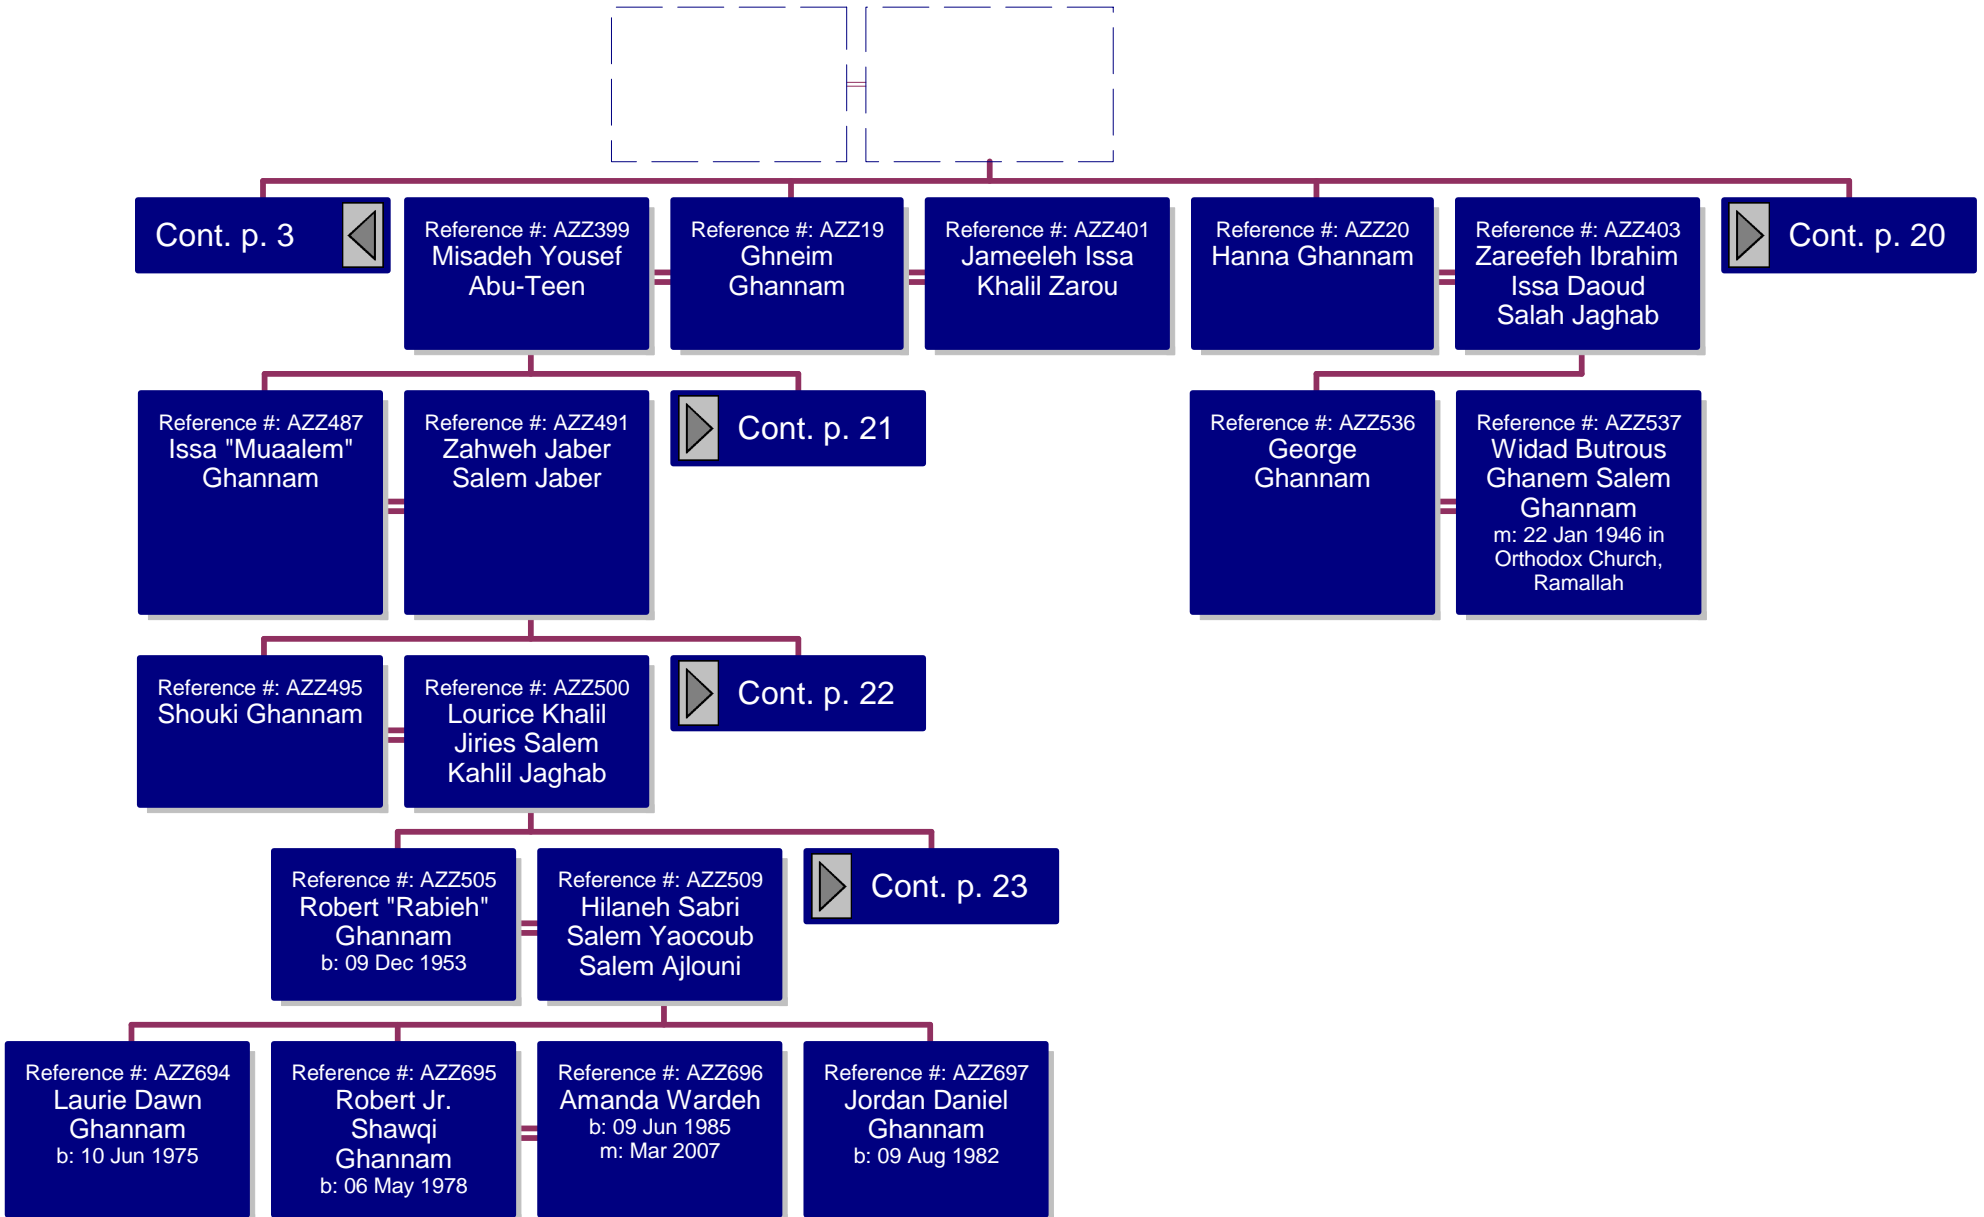 Cont. p. 3
Reference #: AZZ399
Misadeh Yousef
Abu-Teen
Reference #: AZZ19
Ghneim
Ghannam
Reference #: AZZ401
Jameeleh Issa
Khalil Zarou
Reference #: AZZ20
Hanna Ghannam
Reference #: AZZ403
Zareefeh Ibrahim
Issa Daoud
Salah Jaghab
Cont. p. 20
Reference #: AZZ487
Issa "Muaalem"
Ghannam
Reference #: AZZ491
Zahweh Jaber
Salem Jaber
Cont. p. 21
Reference #: AZZ536
George
Ghannam
Reference #: AZZ537
Widad Butrous
Ghanem Salem
Ghannam
m: 22 Jan 1946 in
Orthodox Church,
Ramallah
Reference #: AZZ495
Shouki Ghannam
Reference #: AZZ500
Lourice Khalil
Jiries Salem
Kahlil Jaghab
Cont. p. 22
Reference #: AZZ505
Robert "Rabieh"
Ghannam
b: 09 Dec 1953
Reference #: AZZ509
Hilaneh Sabri
Salem Yaocoub
Salem Ajlouni
Cont. p. 23
Reference #: AZZ694
Laurie Dawn
Ghannam
b: 10 Jun 1975
Reference #: AZZ695
Robert Jr.
Shawqi
Ghannam
b: 06 May 1978
Reference #: AZZ696
Amanda Wardeh
b: 09 Jun 1985
m: Mar 2007
Reference #: AZZ697
Jordan Daniel
Ghannam
b: 09 Aug 1982